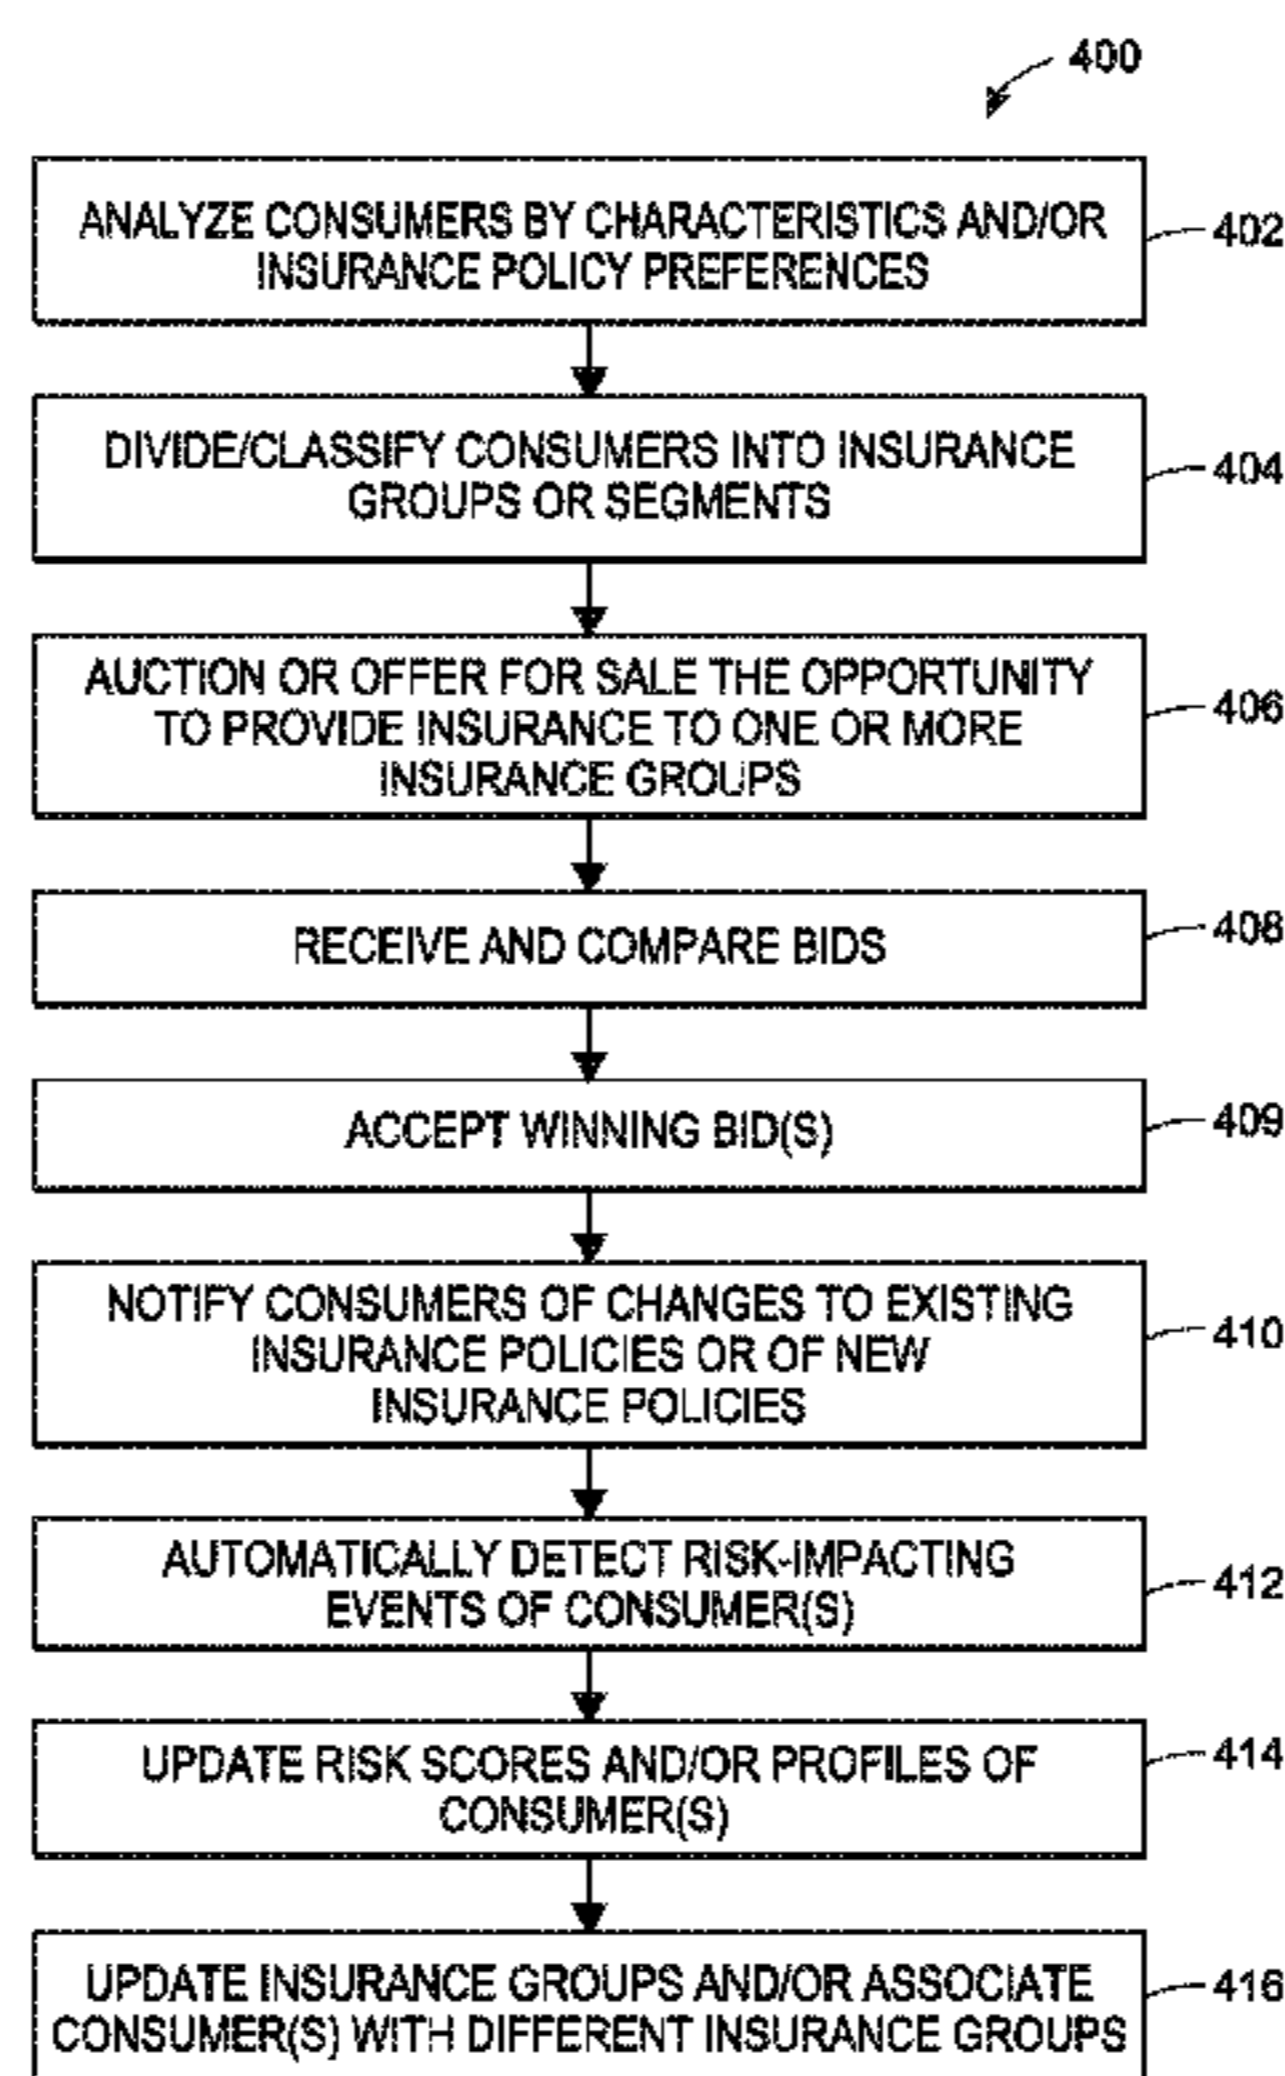 400
ANALYZE CONSUMERS BY CHARACTERISTICS AND/OR
INSURANCE POLICY PREFERENCES
402
DIVIDE/CLASSIFY CONSUMERS INTO INSURANCE
GROUPS OR SEGMENTS
404
AUCTION OR OFFER FOR SALE THE OPPORTUNITY
TO PROVIDE INSURANCE TO ONE OR MORE
INSURANCE GROUPS
406
RECEIVE AND COMPARE BIDS
408
ACCEPT WINNING BID(S)
409
NOTIFY CONSUMERS OF CHANGES TO EXISTING
INSURANCE POLICIES OR OF NEW
INSURANCE POLICIES
410
AUTOMATICALLY DETECT RISK-IMPACTING
EVENTS OF CONSUMER(S)
412
UPDATE RISK SCORES AND/OR PROFILES OF
CONSUMER(S)
414
UPDATE INSURANCE GROUPS AND/OR ASSOCIATE
CONSUMER(S) WITH DIFFERENT INSURANCE GROUPS
416